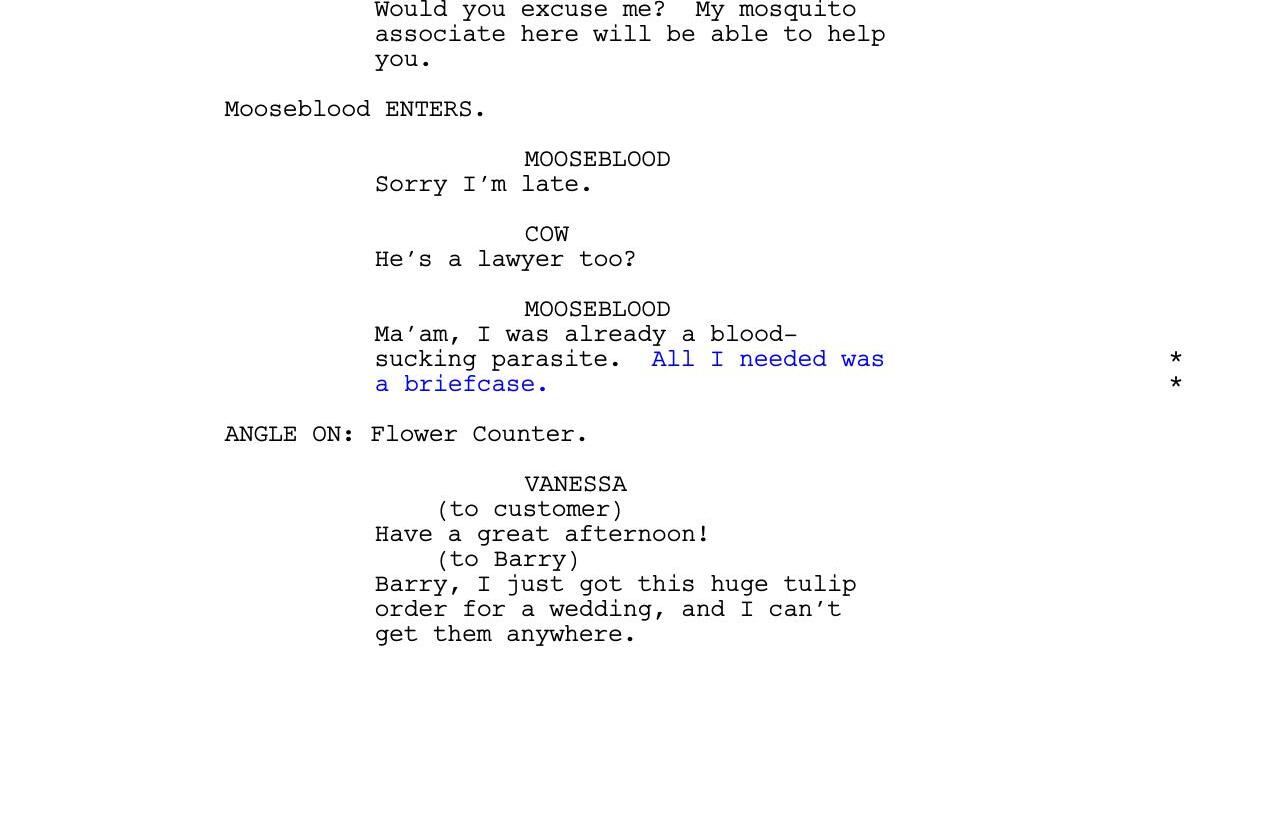 Would you excuse me?  My mosquito
associate here will be able to help
you.
Mooseblood ENTERS.
MOOSEBLOOD
Sorry I’m late.
COW
He’s a lawyer too?
MOOSEBLOOD
Ma’am, I was already a blood-
sucking parasite.  All I needed was *
a briefcase. *
ANGLE ON: Flower Counter.
VANESSA
(to customer)
Have a great afternoon!
(to Barry)
Barry, I just got this huge tulip
order for a wedding, and I can’t
get them anywhere.